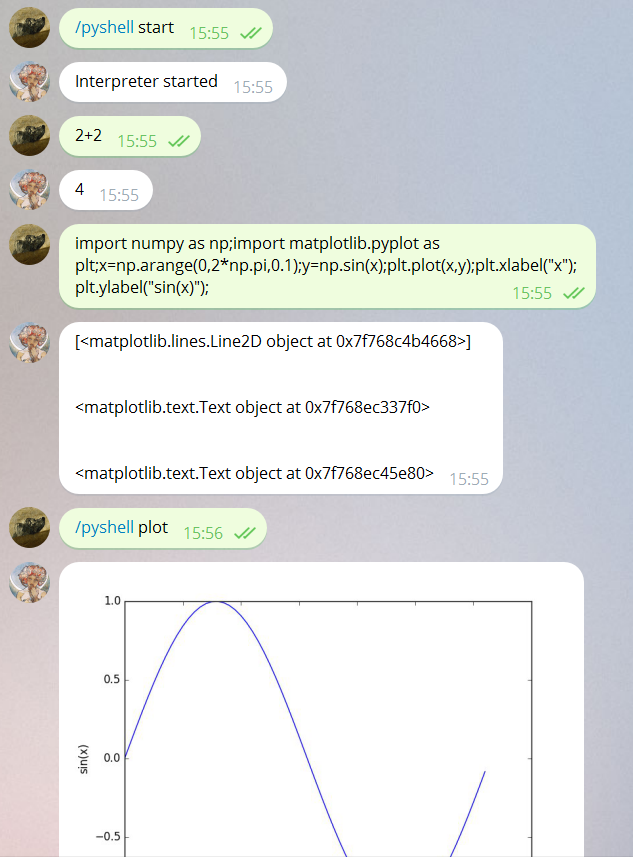 /pyshell start 15:55
Interpreter started 15:55
2+2 15:55
4 15:55
import numpy as np;import matplotlib.pyplot as
plt;x=np.arange(0,2*np.pi,0.1);y=np.sin(x);plt.plot(x,y);plt.xlabel("x");
plt.ylabel("sin(x)"); 15:55
[<matplotlib.lines.Line2D object at 0x7f768c4b4668>]
<matplotlib.text.Text object at 0x7f768ec337f0>
<matplotlib.text.Text object at 0x7f768ec45e80> 15:55
/pyshell plot 15:56
1.0
0.5
0.0
sin(x)
−0.5